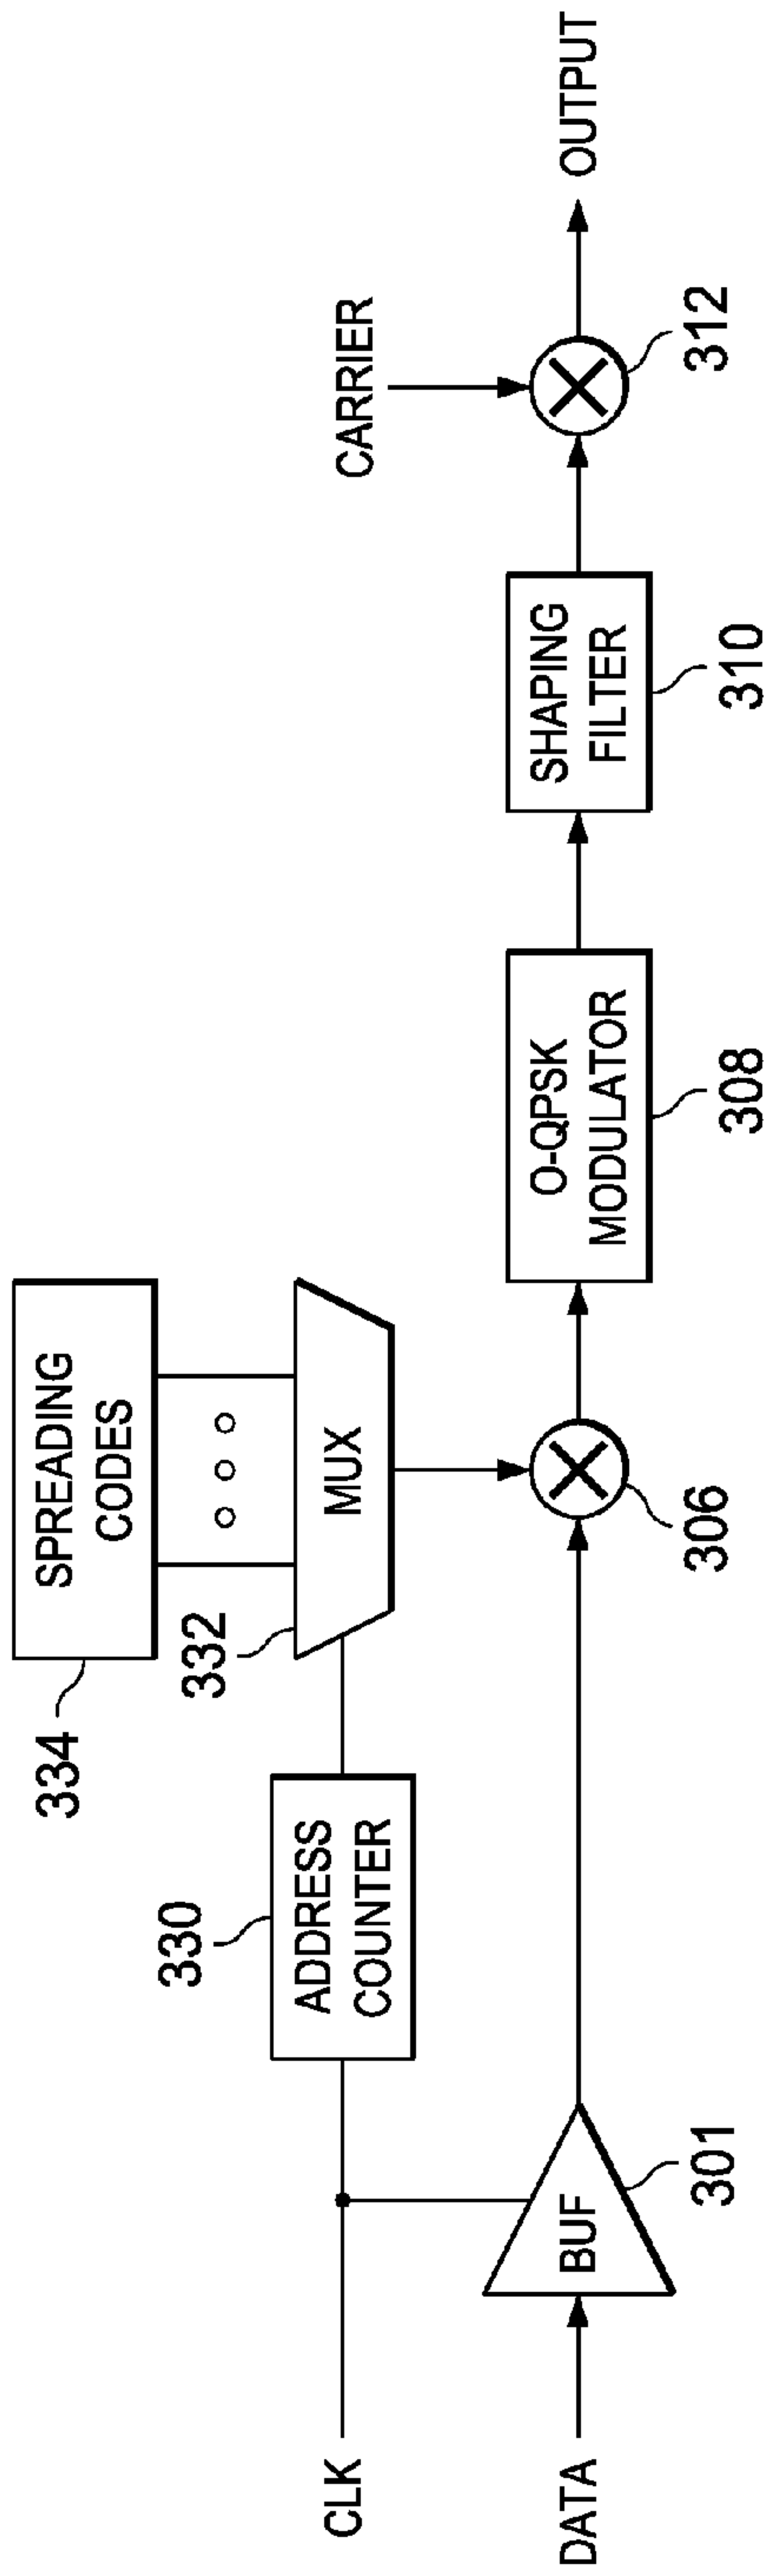 SPREADING
CODES
334
332
MUX
330
ADDRESS
COUNTER
CLK
DATA
BUF
301
306
O-QPSK
MODULATOR
308
SHAPING
FILTER
310
CARRIER
312
OUTPUT